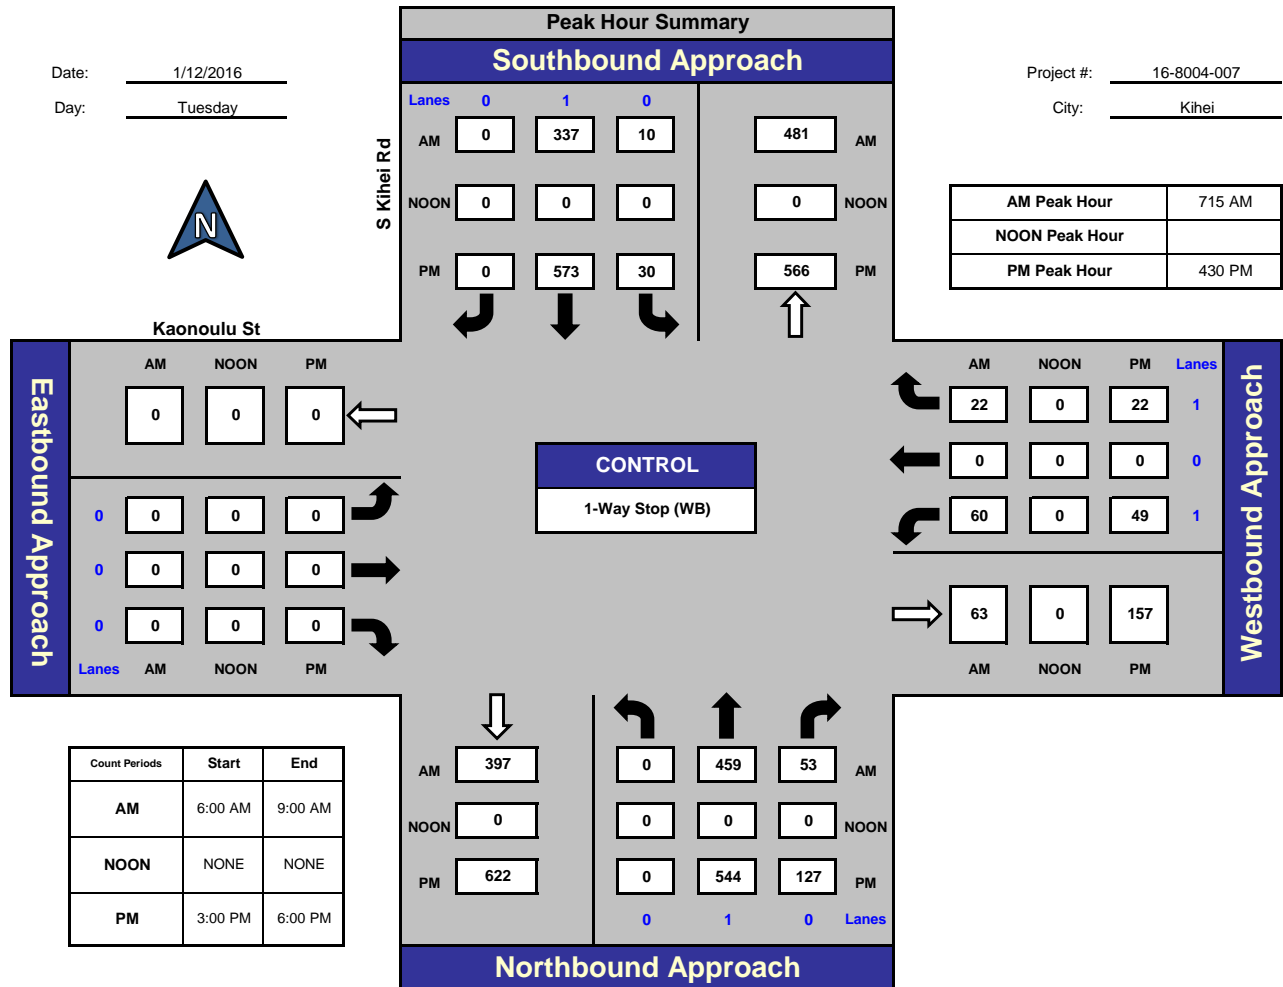 Peak Hour Summary
Southbound Approach
Date: 1/12/2016
Day: Tuesday
Project #: 16-8004-007
City: Kihei
N
S Kihei Rd
Lanes 0 1 0
AM 0 337 10 481 AM
NOON 0 0 0 0 NOON
PM 0 573 30 566 PM
AM Peak Hour 715 AM
NOON Peak Hour
PM Peak Hour 430 PM
Kaonoulu St
Eastbound Approach
AM NOON PM
0 0 0
0 0 0 0
0 0 0 0
0 0 0 0
Lanes AM NOON PM
CONTROL
1-Way Stop (WB)
AM NOON PM Lanes
22 0 22 1
0 0 0 0
60 0 49 1
63 0 157
AM NOON PM
Westbound Approach
Count Periods Start End
AM 6:00 AM 9:00 AM
NOON NONE NONE
PM 3:00 PM 6:00 PM
AM 397 0 459 53 AM
NOON 0 0 0 0 NOON
PM 622 0 544 127 PM
0 1 0 Lanes
Northbound Approach